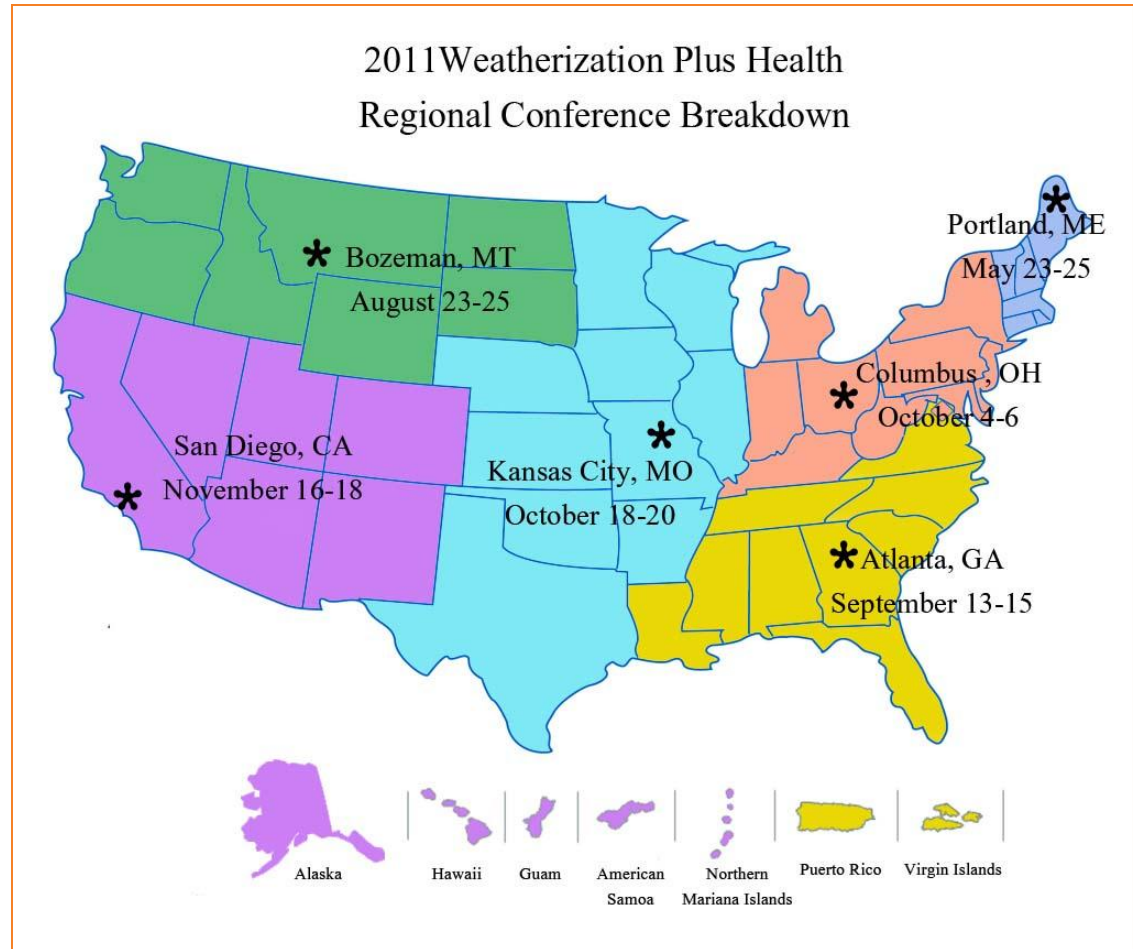 2011Weatherization Plus Health
Regional Conference Breakdown
Portland, ME
May 23-25
Bozeman, MT
August 23-25
Columbus , OH
October 4-6
San Diego, CA
November 16-18
Kansas City, MO
October 18-20
Atlanta, GA
September 13-15
Alaska
Hawaii
Guam
American
Samoa
Northern
Mariana Islands
Puerto Rico
Virgin Islands